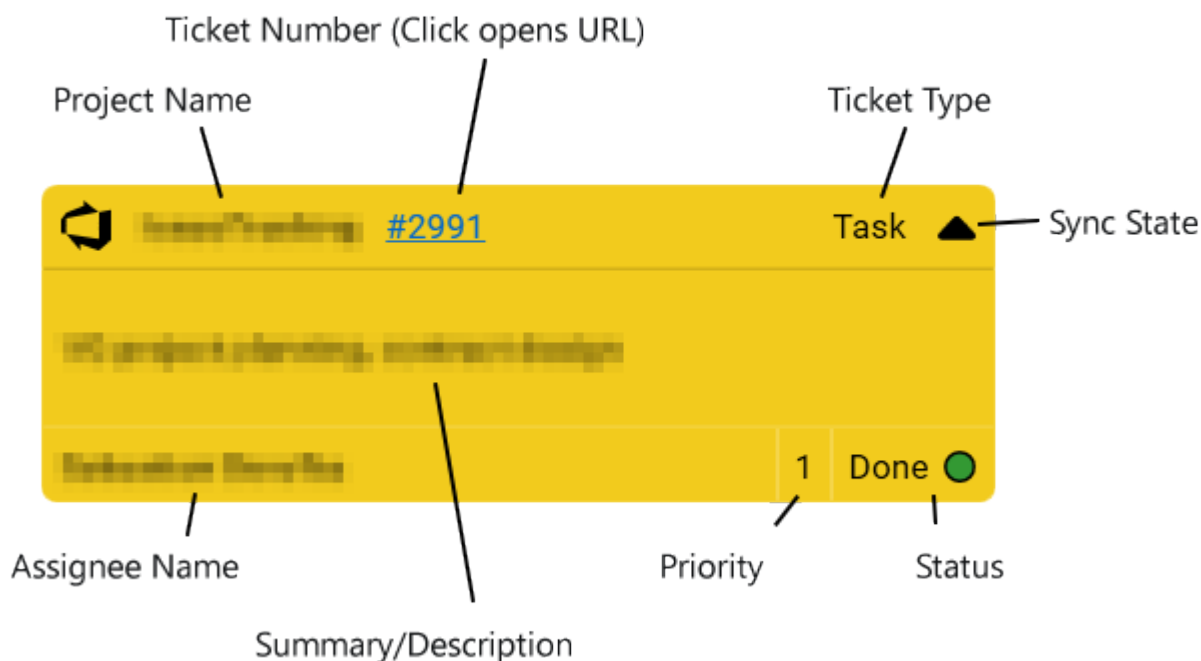 Ticket Number (Click opens URL)
Project Name
Ticket Type
#2991
Task
Sync State
1
Done
Assignee Name
Priority
Status
Summary/Description